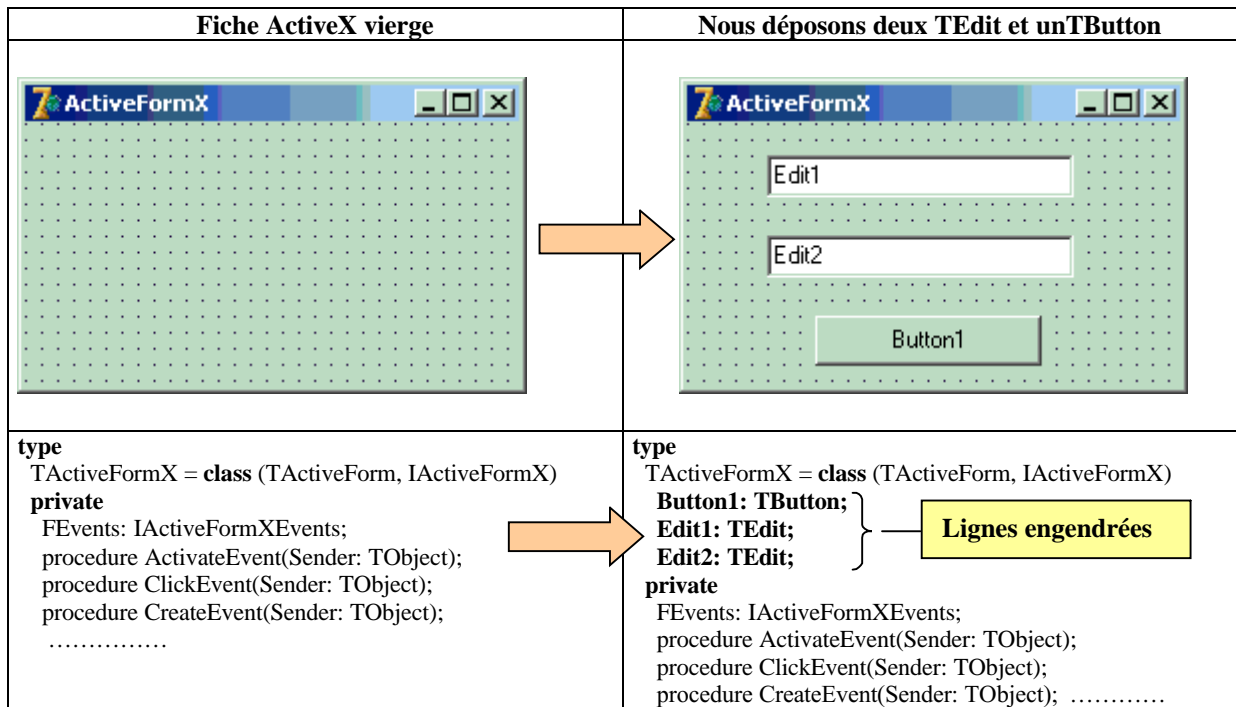 Fiche ActiveX vierge
Nous déposons deux TEdit et unTButton
ActiveFormX
ActiveFormX
Edit1
Edit2
Button1
type
TActiveFormX = class (TActiveForm, IActiveFormX)
private
FEvents: IActiveFormXEvents;
procedure ActivateEvent(Sender: TObject);
procedure ClickEvent(Sender: TObject);
procedure CreateEvent(Sender: TObject);
……………
type
TActiveFormX = class (TActiveForm, IActiveFormX)
Button1: TButton;
Edit1: TEdit;
Edit2: TEdit;
Lignes engendrées
private
FEvents: IActiveFormXEvents;
procedure ActivateEvent(Sender: TObject);
procedure ClickEvent(Sender: TObject);
procedure CreateEvent(Sender: TObject); …………